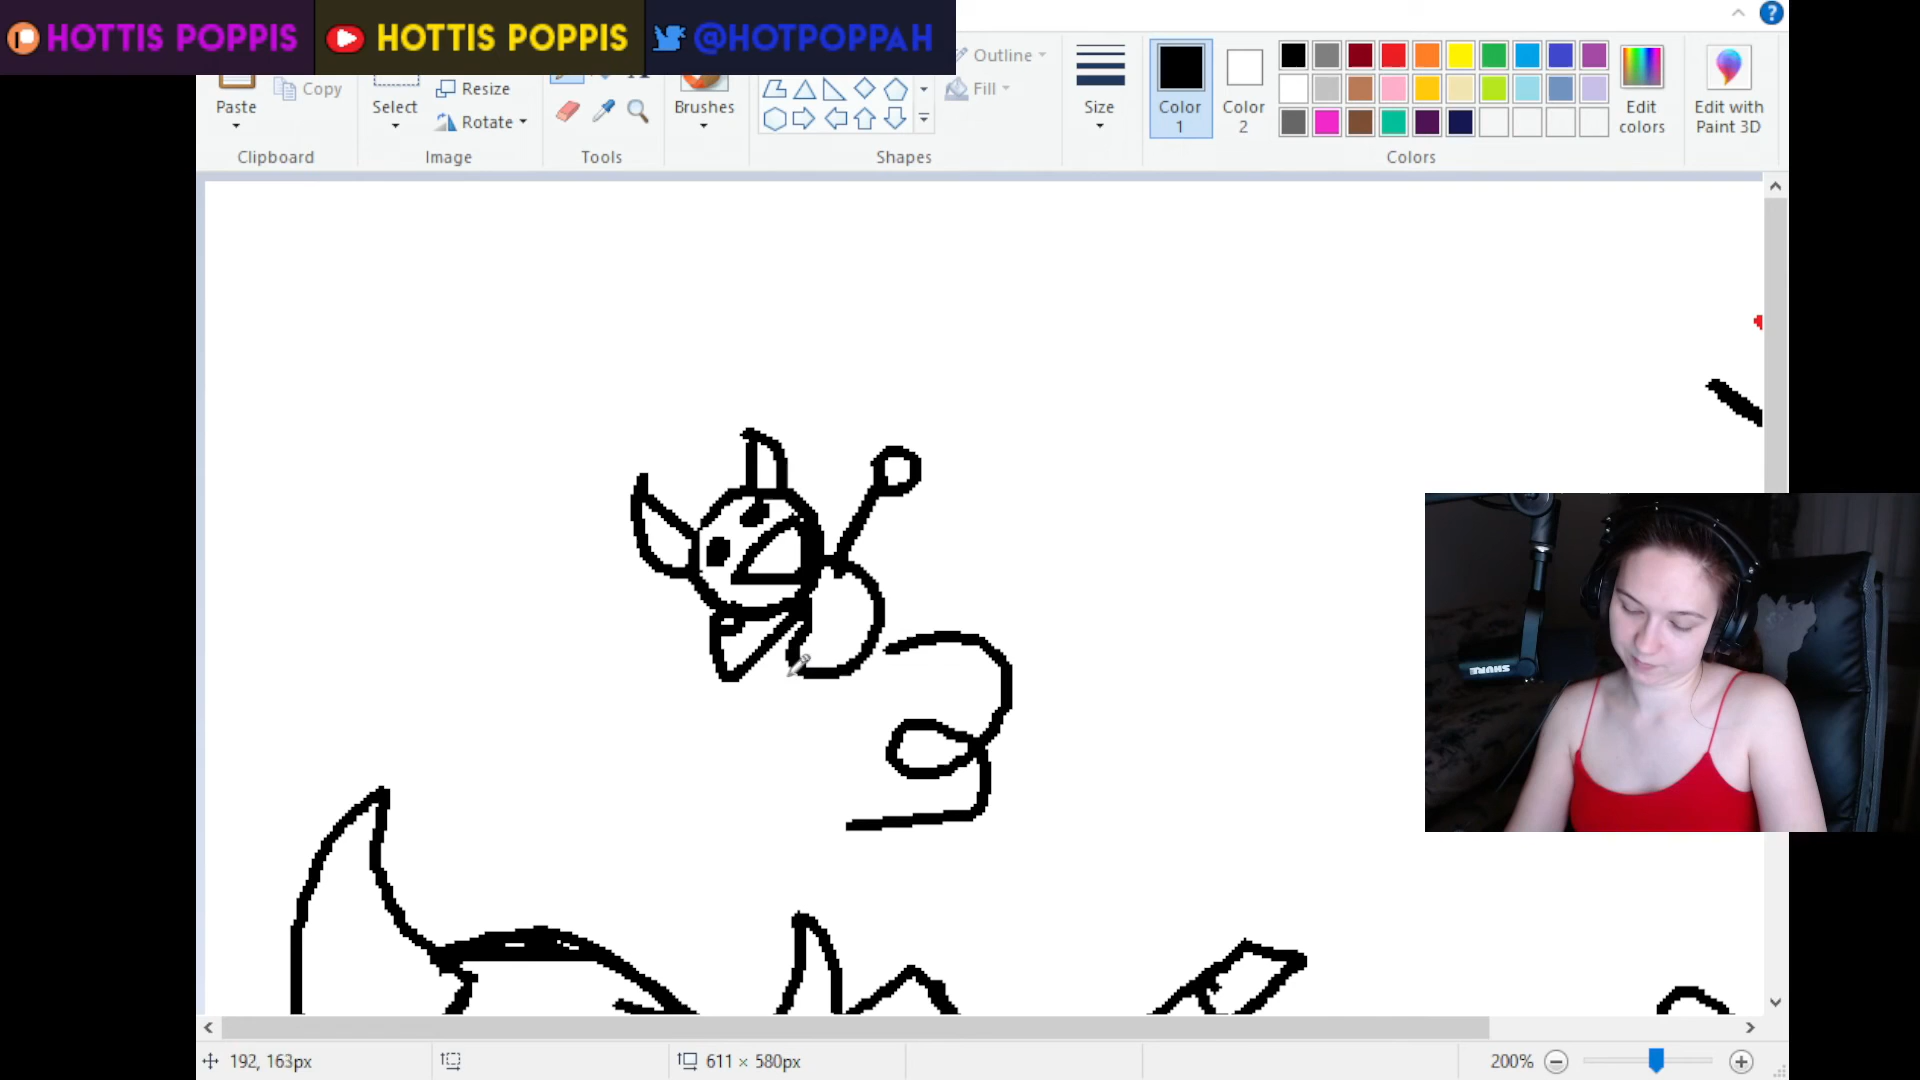 HOTTIS POPPIS HOTTIS POPPIS @HOTPOPPAH
Outline
Copy
Resize
Fill
Paste
Select
Rotate
Brushes
Size
Color 1
Color 2
Edit colors
Edit with Paint 3D
Clipboard
Image
Tools
Shapes
Colors
SHURE
192, 163px
611 × 580px
200%